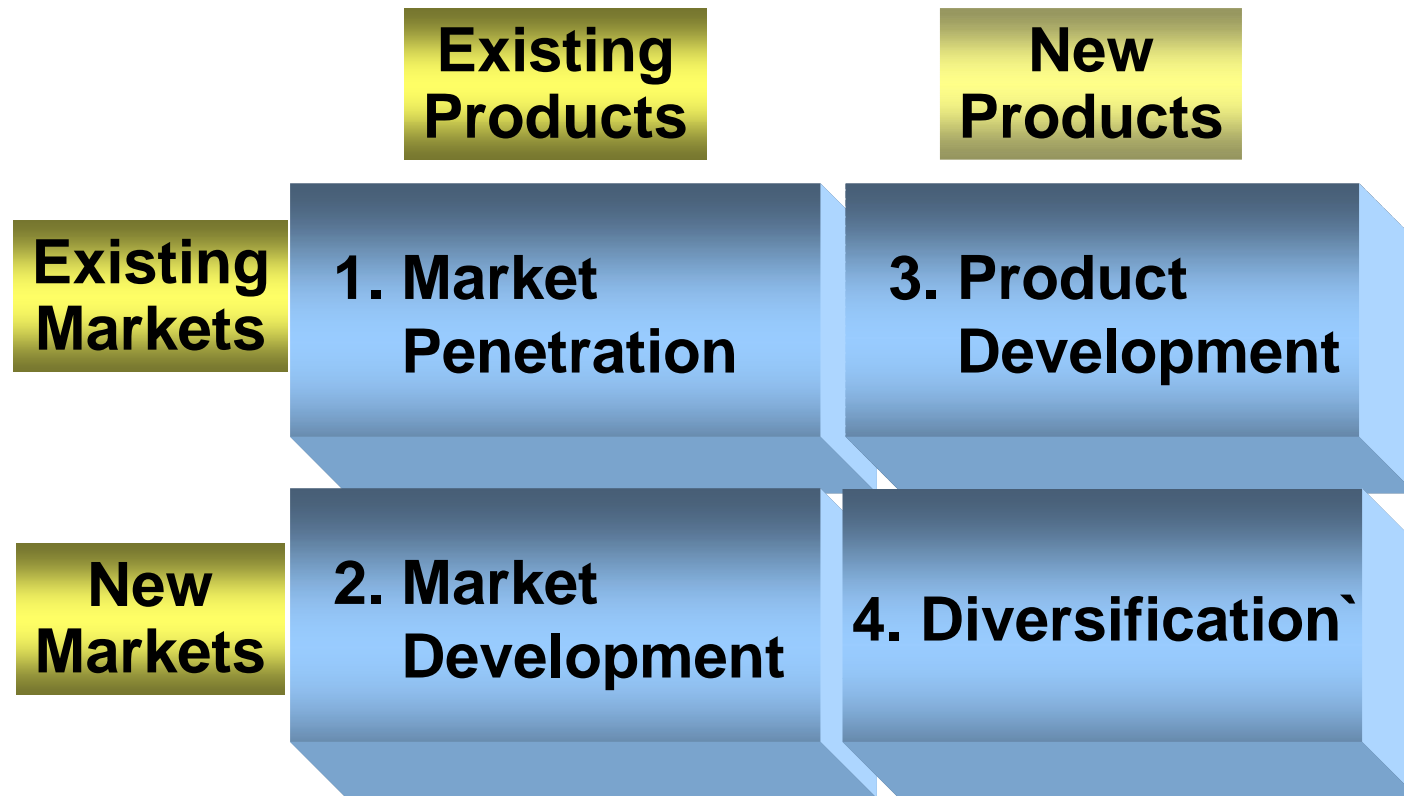 Existing
Products
New
Products
Existing
Markets
1. Market
Penetration
3. Product
Development
New
Markets
2. Market
Development
4. Diversification`